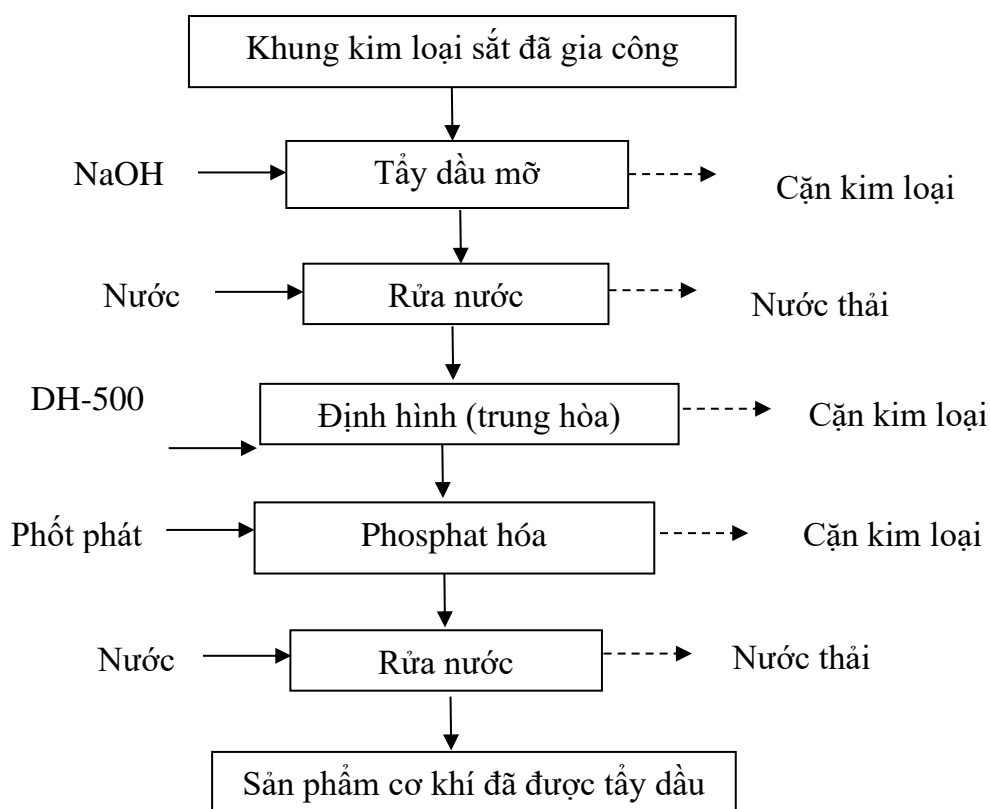 Khung kim loại sắt đã gia công
NaOH
Tẩy dầu mỡ
Cặn kim loại
Nước
Rửa nước
Nước thải
DH-500
Định hình (trung hòa)
Cặn kim loại
Phốt phát
Phosphat hóa
Cặn kim loại
Nước
Rửa nước
Nước thải
Sản phẩm cơ khí đã được tẩy dầu